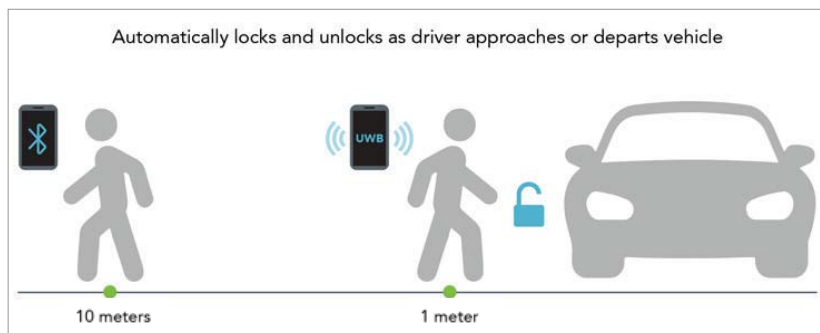 Automatically locks and unlocks as driver approaches or departs vehicle
UWB
10 meters
1 meter